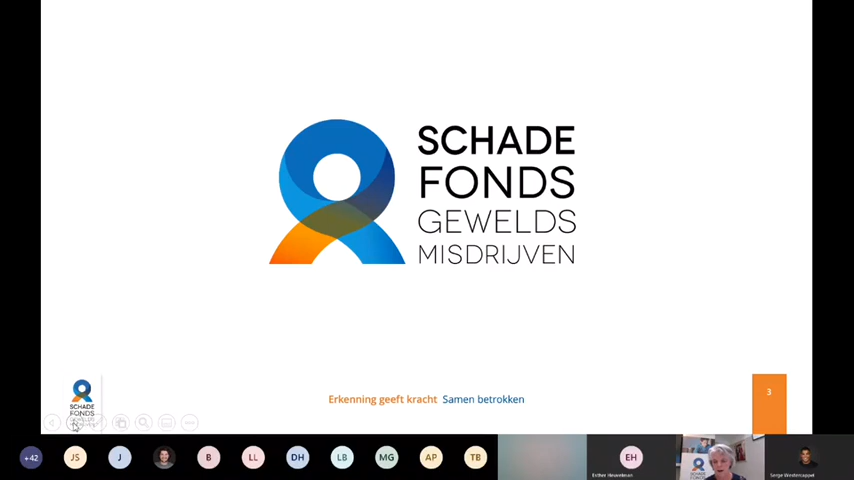 SCHADE
FONDS
GEWELDS
MISDRIJVEN
Erkenning geeft kracht Samen betrokken
3
SCHADE
FONDS
+42
JS
J
B
LL
DH
LB
MG
AP
TB
EH